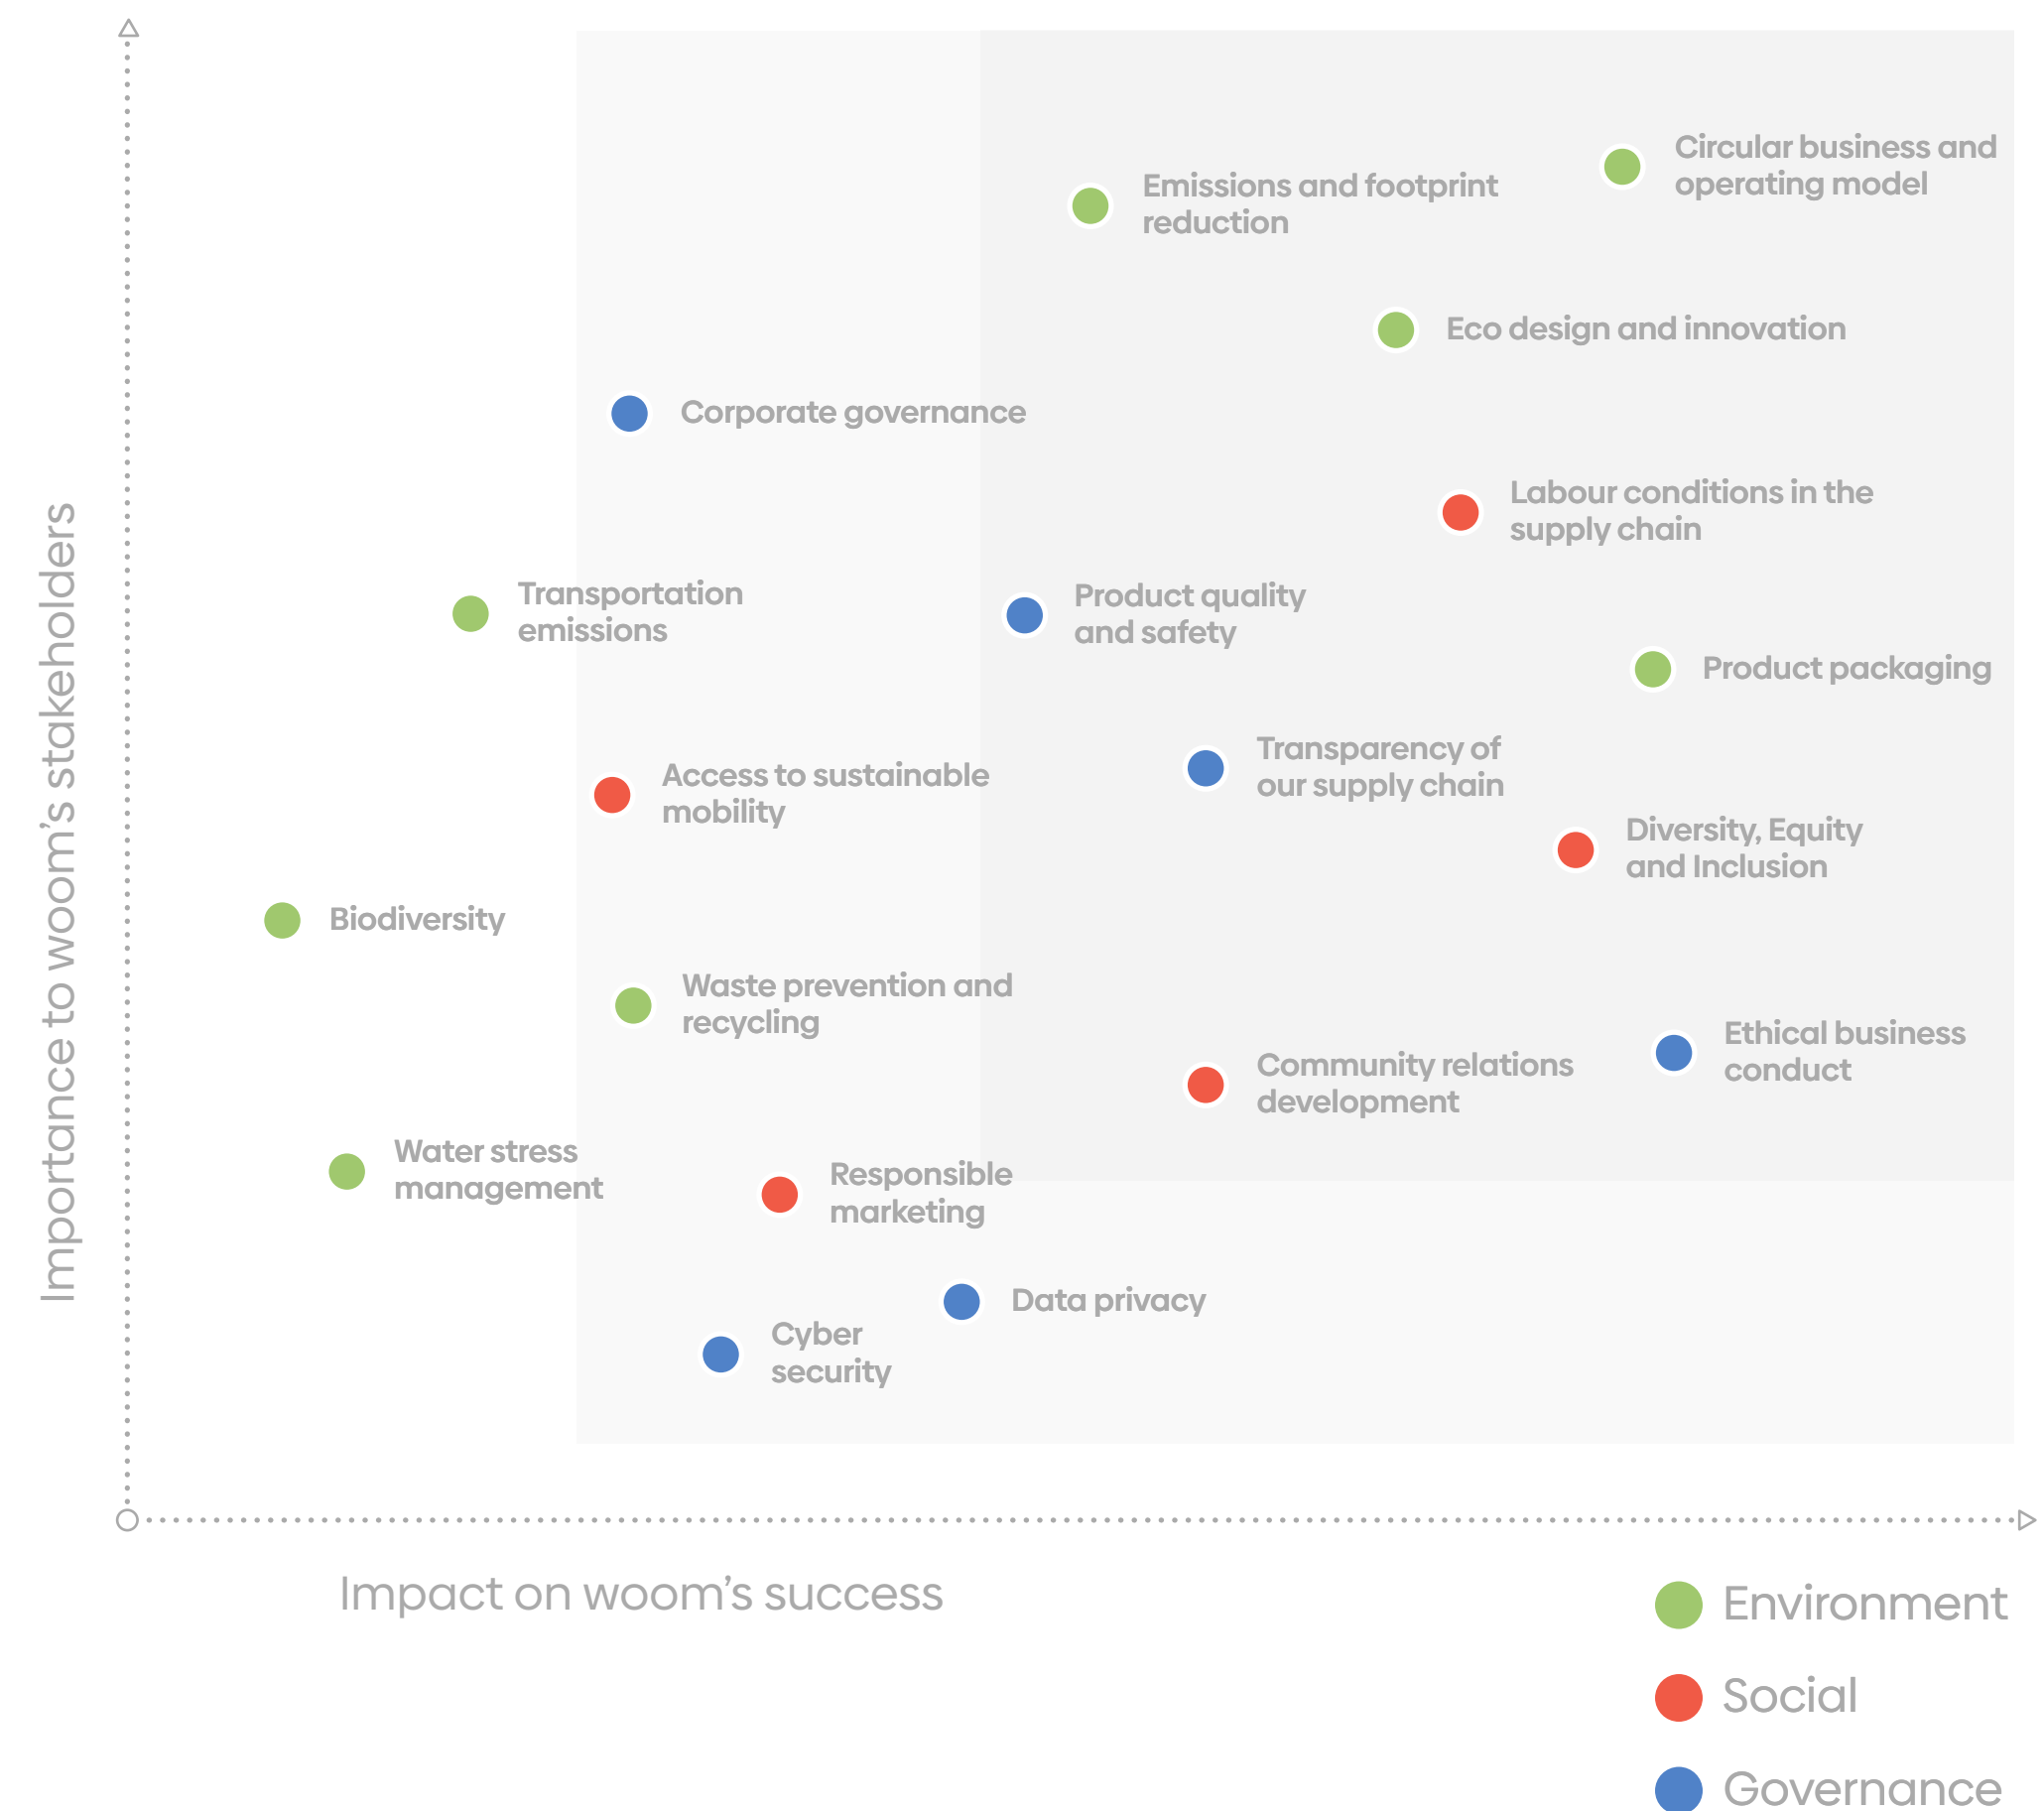 Circular business and
operating model
Emissions and footprint
reduction
Eco design and innovation
Corporate governance
Labour conditions in the
supply chain
Transportation
emissions
Product quality
and safety
Product packaging
Transparency of
our supply chain
Access to sustainable
mobility
Diversity, Equity
and Inclusion
Biodiversity
Waste prevention and
recycling
Ethical business
conduct
Community relations
development
Water stress
management
Responsible
marketing
Data privacy
Cyber
security
Importance to woom’s stakeholders
Impact on woom’s success
Environment
Social
Governance